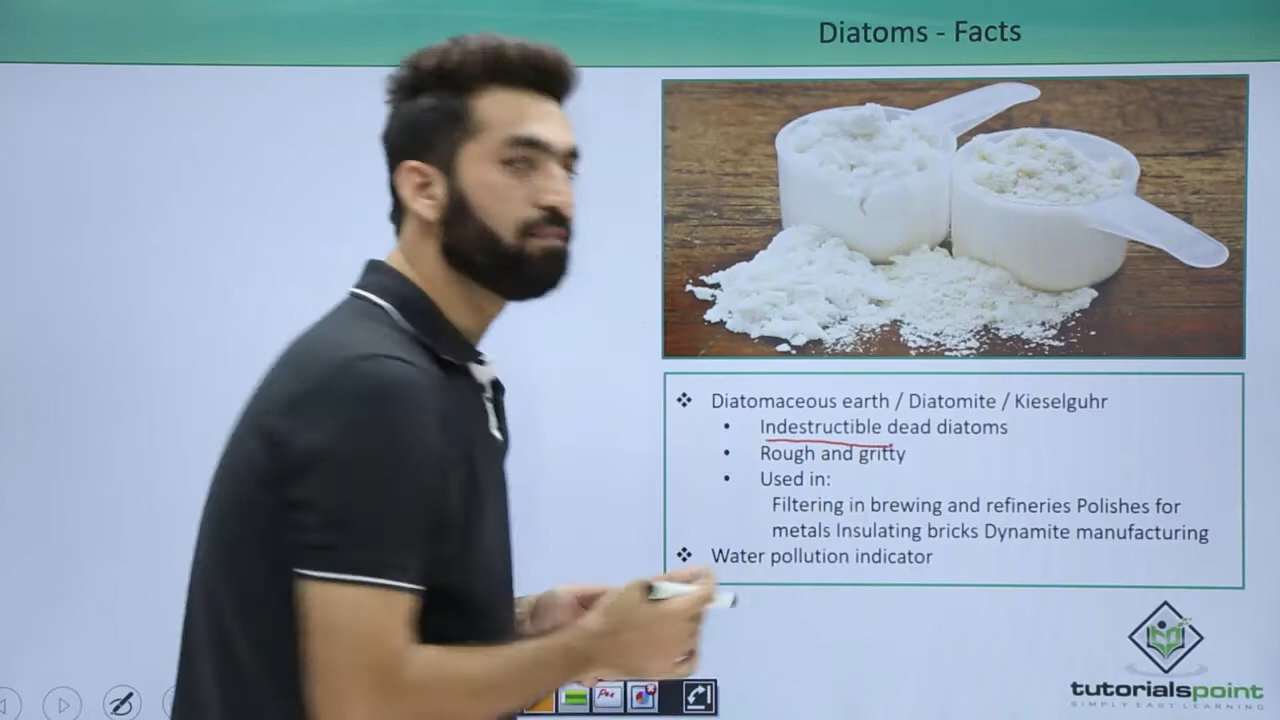 Diatoms - Facts
❖ Diatomaceous earth / Diatomite / Kieselguhr
• Indestructible dead diatoms
• Rough and gritty
• Used in:
Filtering in brewing and refineries Polishes for
metals Insulating bricks Dynamite manufacturing
❖ Water pollution indicator
tutorialspoint
SIMPLY EASY LEARNING